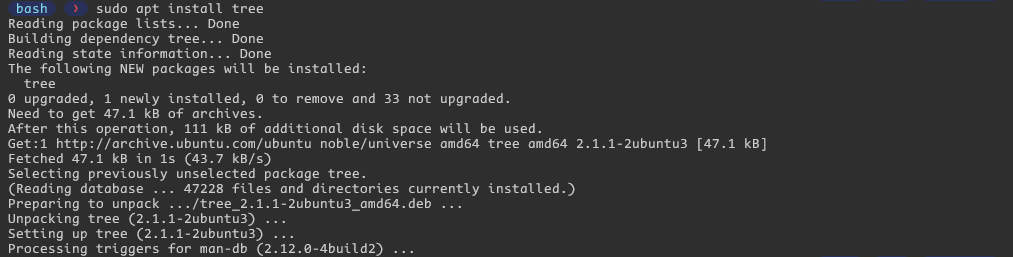 bash ❯ sudo apt install tree
Reading package lists... Done
Building dependency tree... Done
Reading state information... Done
The following NEW packages will be installed:
  tree
0 upgraded, 1 newly installed, 0 to remove and 33 not upgraded.
Need to get 47.1 kB of archives.
After this operation, 111 kB of additional disk space will be used.
Get:1 http://archive.ubuntu.com/ubuntu noble/universe amd64 tree amd64 2.1.1-2ubuntu3 [47.1 kB]
Fetched 47.1 kB in 1s (43.7 kB/s)
Selecting previously unselected package tree.
(Reading database ... 47228 files and directories currently installed.)
Preparing to unpack .../tree_2.1.1-2ubuntu3_amd64.deb ...
Unpacking tree (2.1.1-2ubuntu3) ...
Setting up tree (2.1.1-2ubuntu3) ...
Processing triggers for man-db (2.12.0-4build2) ...